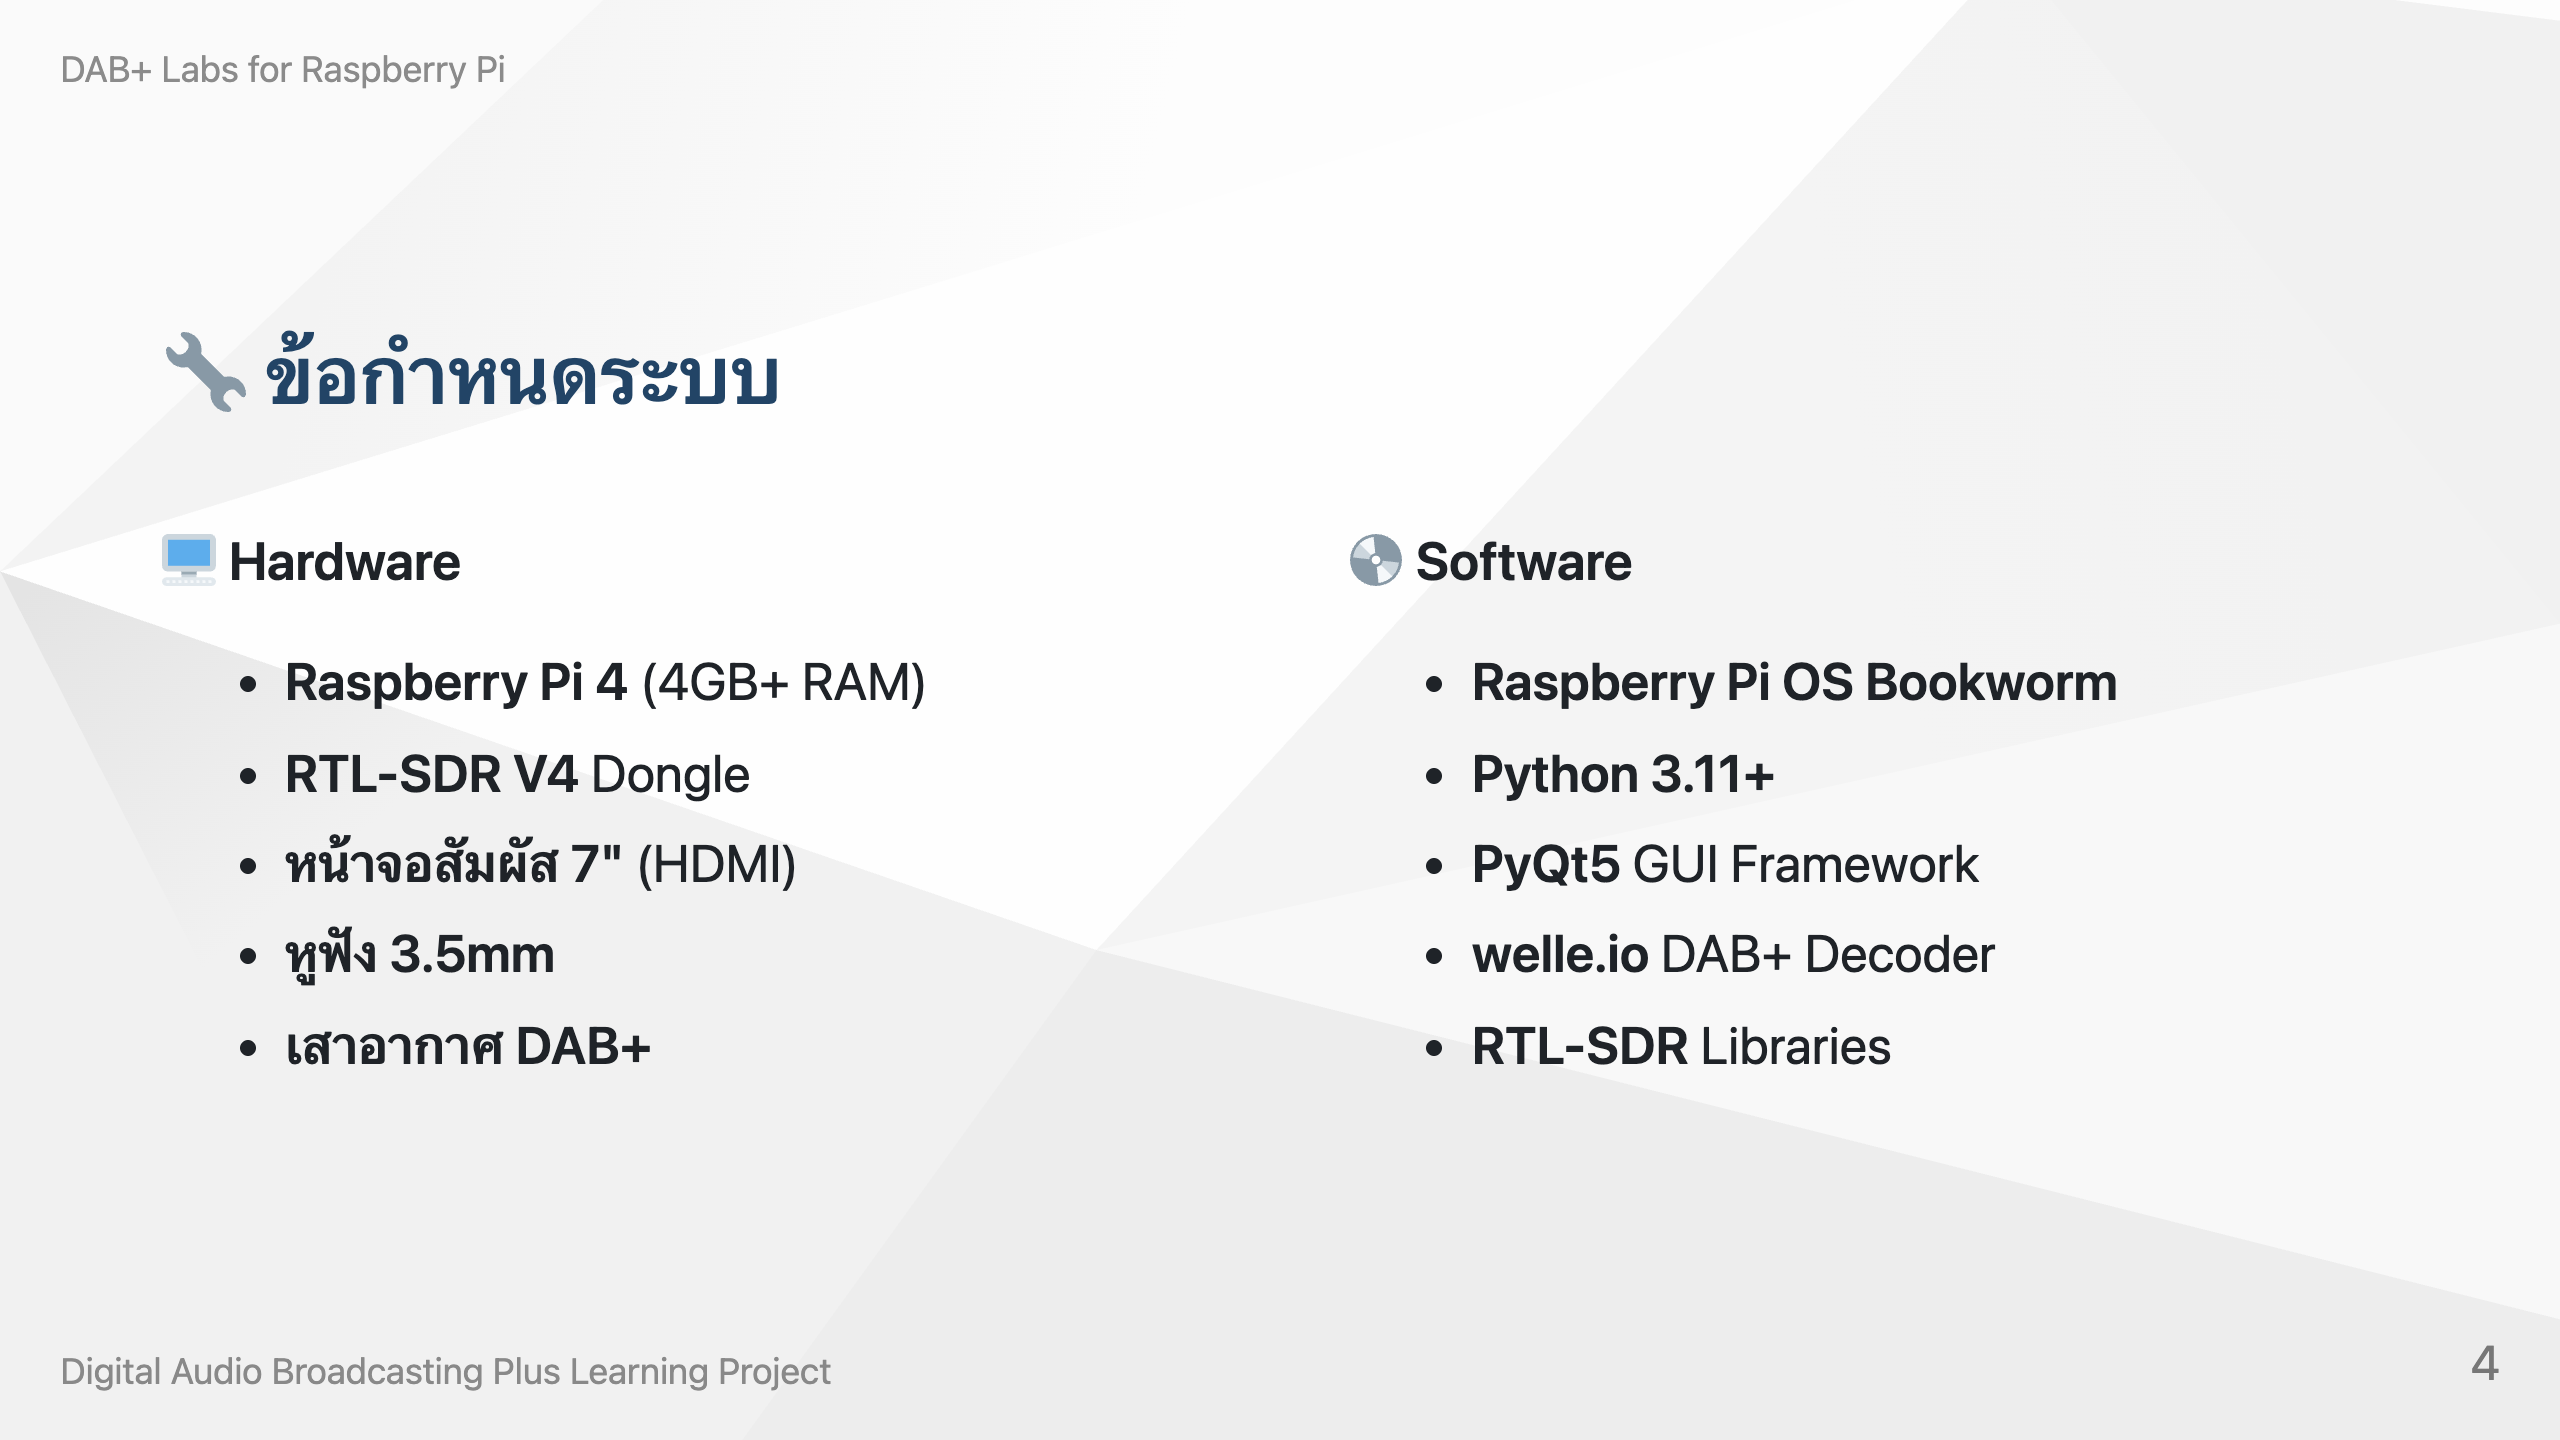 DAB+ Labs for Raspberry Pi
ข้อกำหนดระบบ
Hardware
• Raspberry Pi 4 (4GB+ RAM)
• RTL-SDR V4 Dongle
• หน้าจอสัมผัส 7" (HDMI)
• หูฟัง 3.5mm
• เสาอากาศ DAB+
Software
• Raspberry Pi OS Bookworm
• Python 3.11+
• PyQt5 GUI Framework
• welle.io DAB+ Decoder
• RTL-SDR Libraries
Digital Audio Broadcasting Plus Learning Project
4